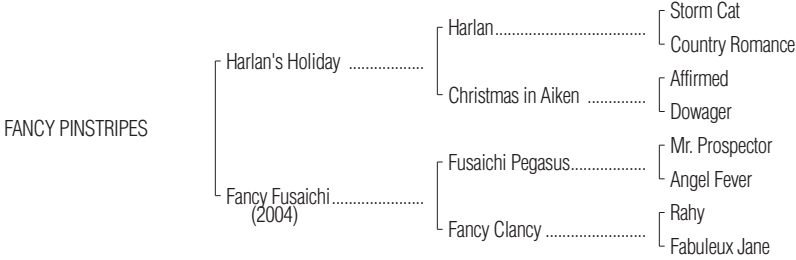 Storm Cat
Harlan..................................
Country Romance
Harlan's Holiday ..................
Affirmed
Christmas in Aiken ..............
Dowager
FANCY PINSTRIPES
Mr. Prospector
Fusaichi Pegasus..................
Angel Fever
Fancy Fusaichi......................
(2004)
Rahy
Fancy Clancy ........................
Fabuleux Jane